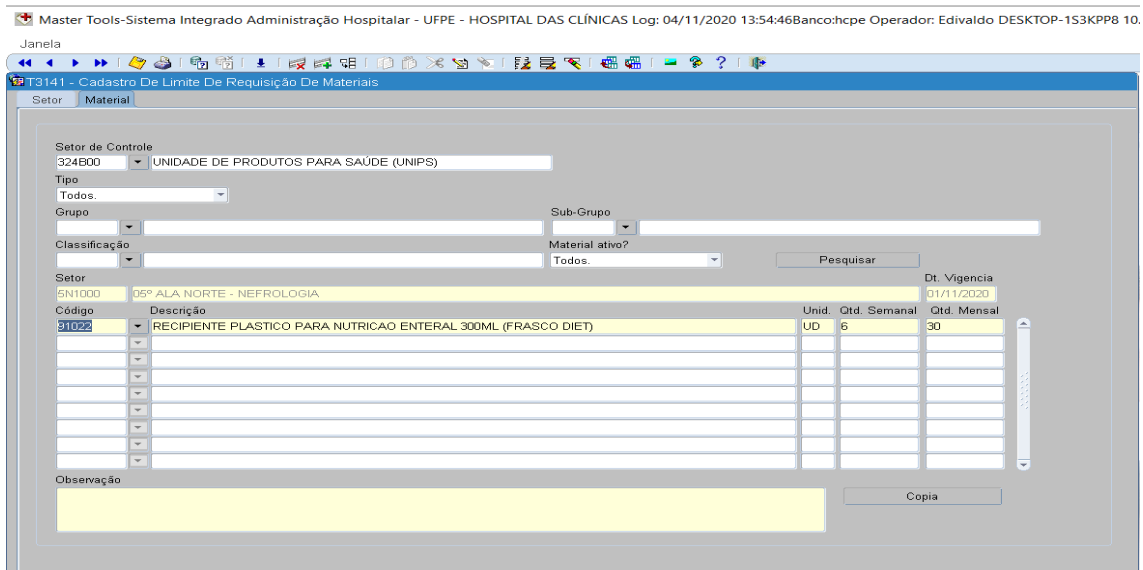 Master Tools-Sistema Integrado Administração Hospitalar - UFPE - HOSPITAL DAS CLÍNICAS Log: 04/11/2020 13:54:46Banco:hcpe Operador: Edivaldo DESKTOP-1S3KPP8 10.
Janela
T3141 - Cadastro De Limite De Requisição De Materiais
Setor Material
Setor de Controle
324B00 UNIDADE DE PRODUTOS PARA SAÚDE (UNIPS)
Tipo
Todos.
Grupo Sub-Grupo
Classificação Material ativo?
Todos. Pesquisar
Setor Dt. Vigencia
5N1000 05º ALA NORTE - NEFROLOGIA 01/11/2020
Código Descrição Unid. Qtd. Semanal Qtd. Mensal
91022 RECIPIENTE PLASTICO PARA NUTRICAO ENTERAL 300ML (FRASCO DIET) UD 6 30
Observação
Copia